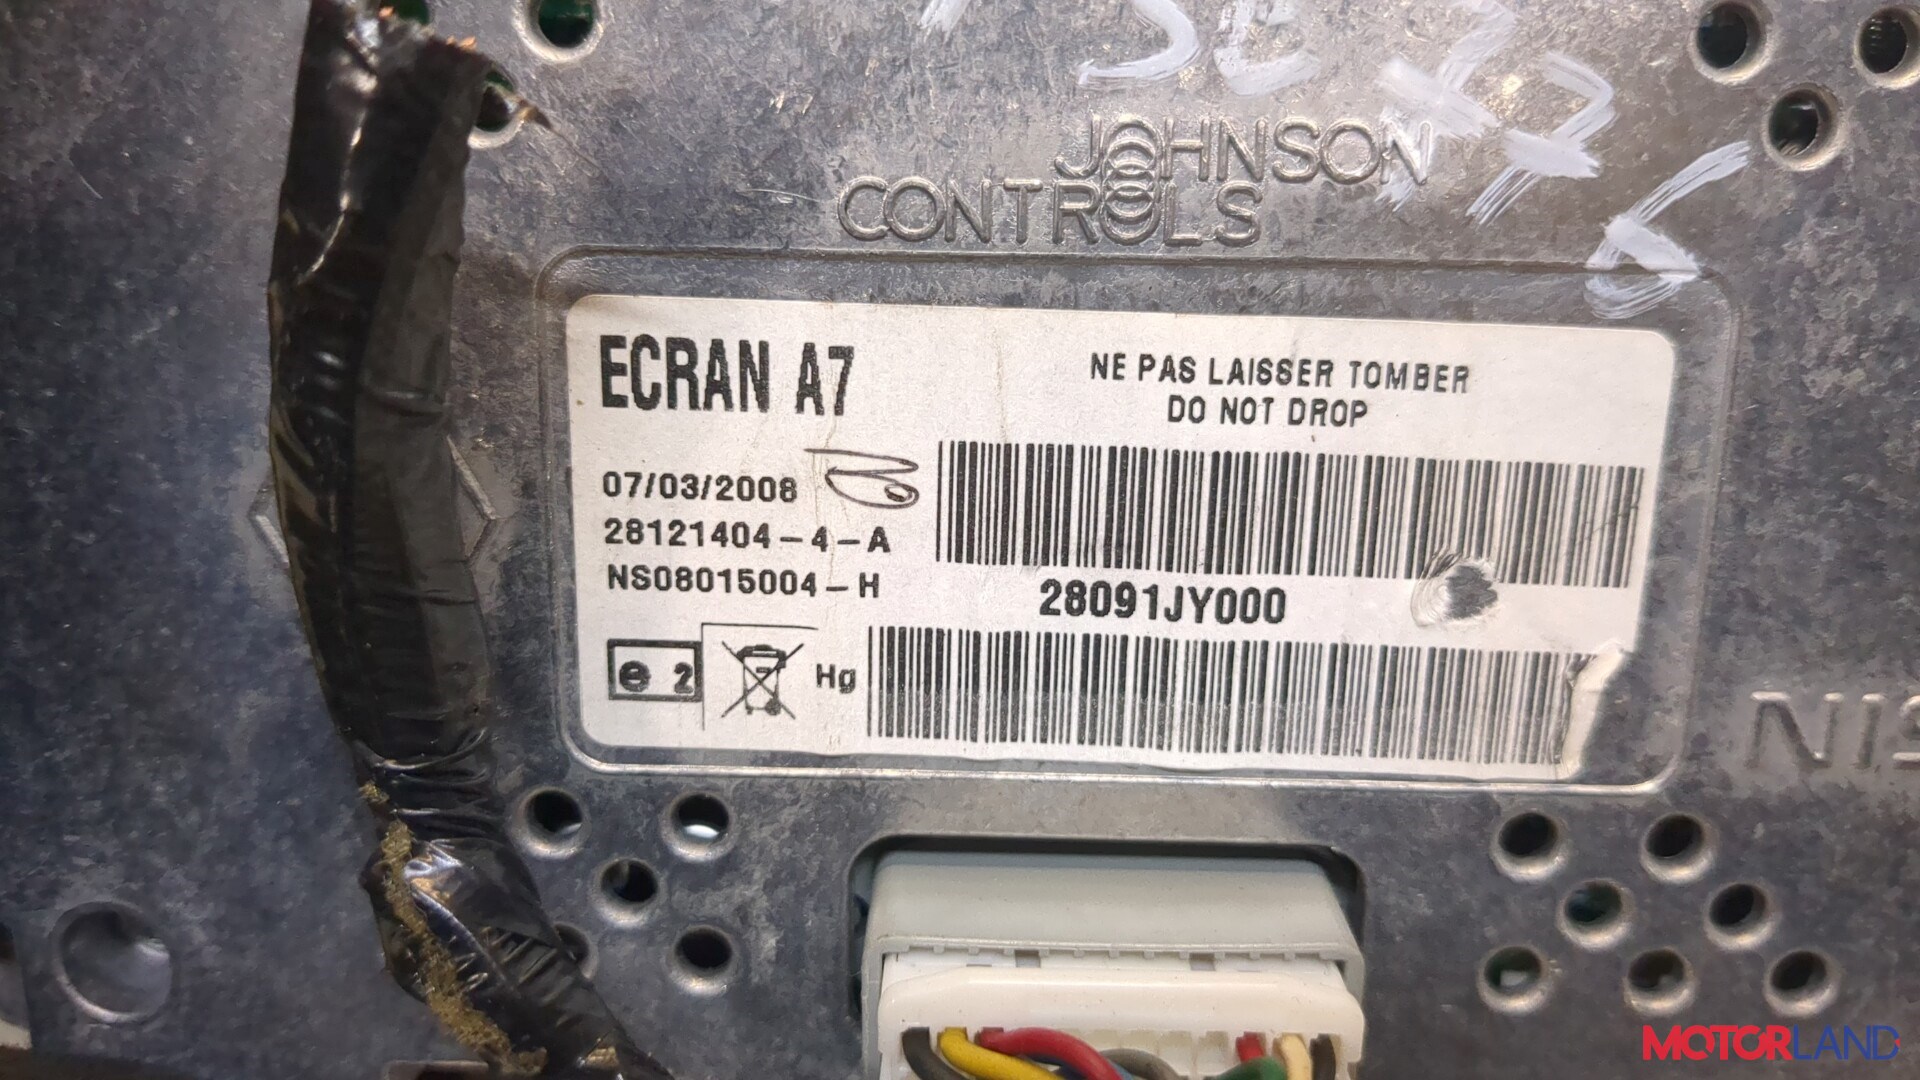 JOHNSON
CONTROLS
ECRAN A7
NE PAS LAISSER TOMBER
DO NOT DROP
07/03/2008
28121404-4-A
NS08015004-H
28091JY000
e 2
Hg
MOTORLAND